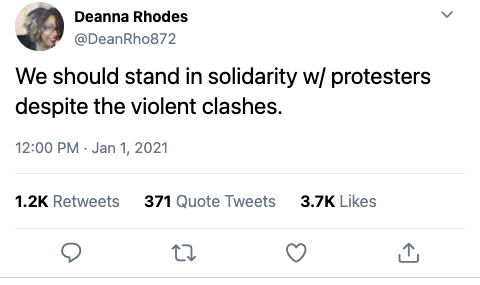 Deanna Rhodes
@DeanRho872
We should stand in solidarity w/ protesters
despite the violent clashes.
12:00 PM · Jan 1, 2021
1.2K Retweets 371 Quote Tweets 3.7K Likes